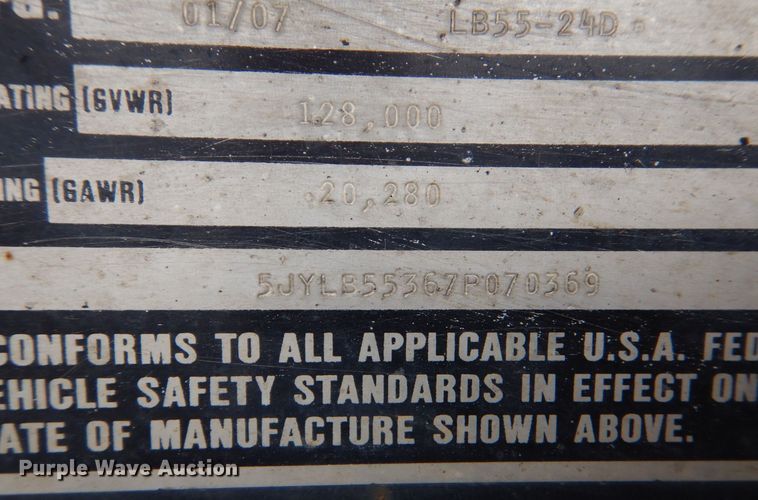 G. 01/07 LB55-24D
ATING (GVWR) 128,000
ING (GAWR) 20,280
5JYLB55367P070369
CONFORMS TO ALL APPLICABLE U.S.A. FED
EHICLE SAFETY STANDARDS IN EFFECT ON
ATE OF MANUFACTURE SHOWN ABOVE.
Purple Wave Auction